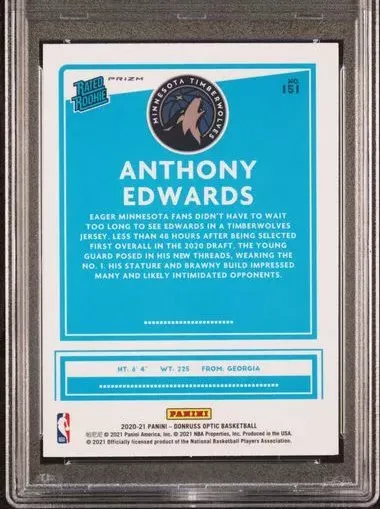 RATED
ROOKIE
PRIZM
MINNESOTA TIMBERWOLVES
NO.
151
ANTHONY
EDWARDS
EAGER MINNESOTA FANS DIDN'T HAVE TO WAIT
TOO LONG TO SEE EDWARDS IN A TIMBERWOLVES
JERSEY. LESS THAN 48 HOURS AFTER BEING SELECTED
FIRST OVERALL IN THE 2020 DRAFT, THE YOUNG
GUARD POSED IN HIS NEW THREADS, WEARING THE
NO. 1. HIS STATURE AND BRAWNY BUILD IMPRESSED
MANY AND LIKELY INTIMIDATED OPPONENTS.
HT: 6' 4" WT: 225 FROM: GEORGIA
PANINI
2020-21 PANINI - DONRUSS OPTIC BASKETBALL
帕尼尼 © 2021 Panini America, Inc. © 2021 NBA Properties, Inc. Produced in the USA.
© 2021 Officially licensed product of the National Basketball Players Association.